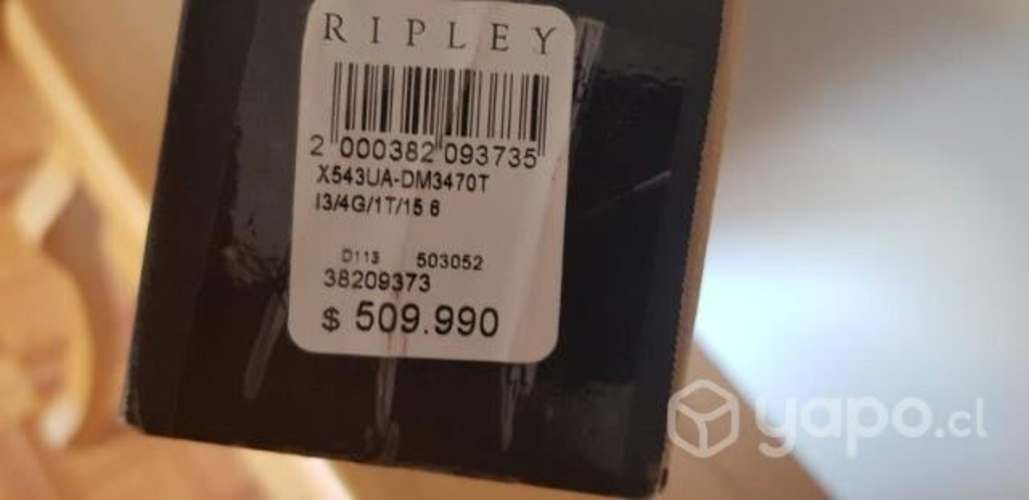 RIPLEY
2 000382 093735
X543UA-DM3470T
I3/4G/1T/15 6
D113 503052
38209373
$ 509.990
yapo.cl